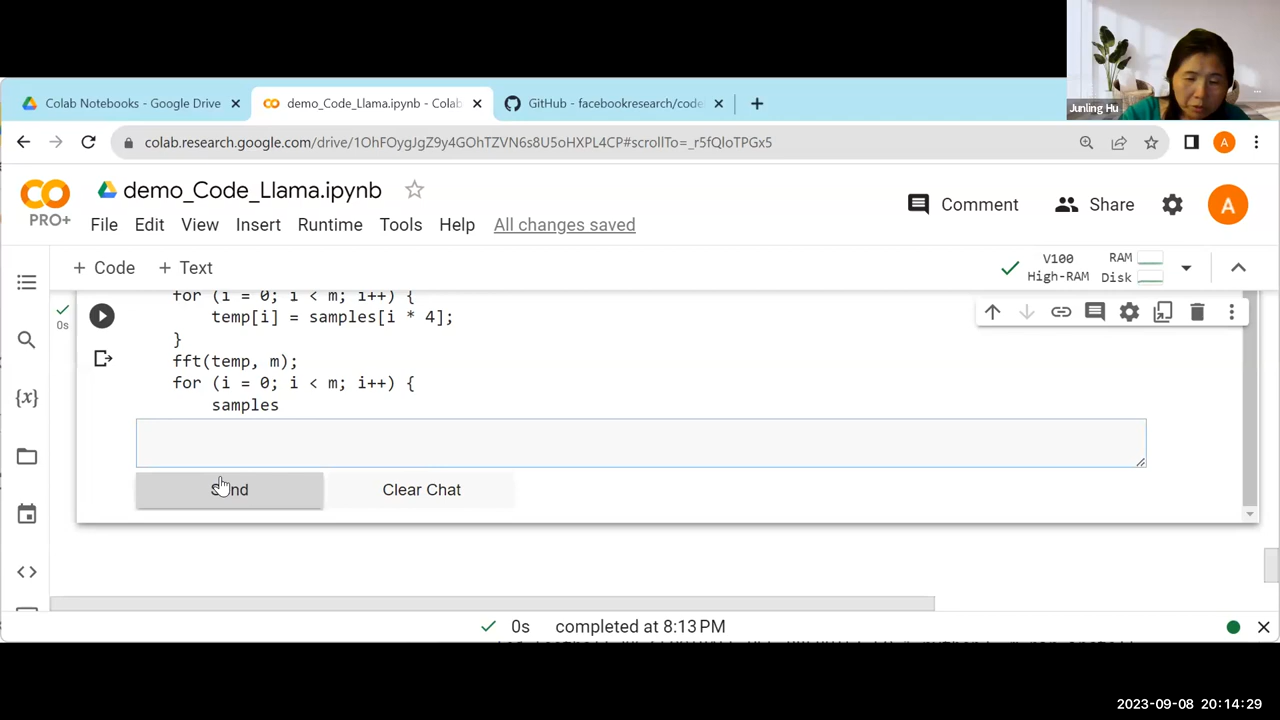 Junling Hu
Colab Notebooks - Google Drive
demo_Code_Llama.ipynb - Colab
GitHub - facebookresearch/code
colab.research.google.com/drive/1OhFOygJgZ9y4GOhTZVN6s8U5oHXPL4CP#scrollTo=_r5fQIoTPGx5
A
demo_Code_Llama.ipynb
PRO+
File Edit View Insert Runtime Tools Help All changes saved
Comment
Share
A
+ Code + Text
V100
High-RAM
RAM
Disk
0s
for (i = 0; i < m; i++) {
temp[i] = samples[i * 4];
}
fft(temp, m);
for (i = 0; i < m; i++) {
samples
{x}
Send
Clear Chat
0s completed at 8:13 PM
2023-09-08 20:14:29